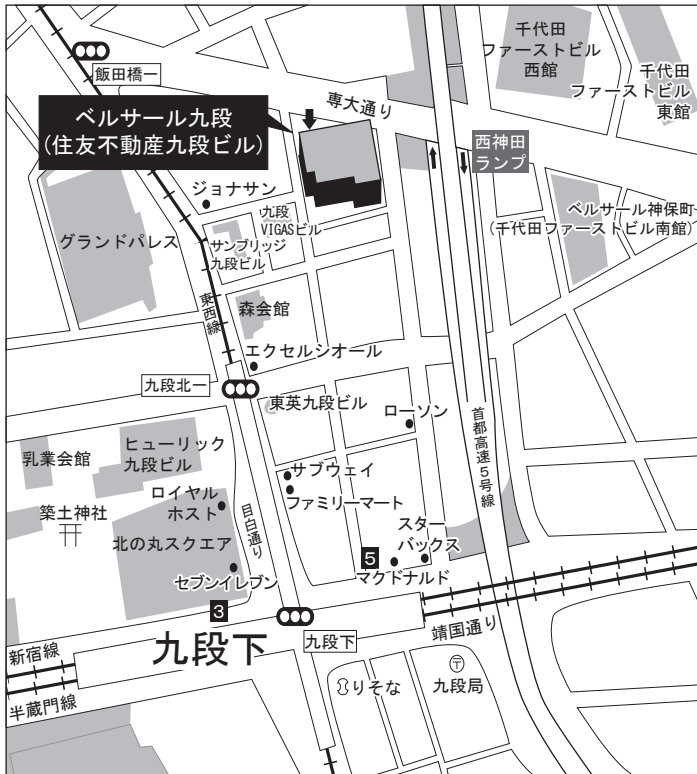 飯田橋一
千代田
ファーストビル
西館
千代田
ファーストビル
東館
専大通り
ベルサール九段
(住友不動産九段ビル)
西神田
ランプ
ジョナサン
九段
VIGASビル
ベルサール神保町
(千代田ファーストビル南館)
グランドパレス
サンブリッジ
九段ビル
東西線
森会館
エクセルシオール
九段北一
東英九段ビル
ローソン
首都高速5号線
乳業会館
ヒューリック
九段ビル
サブウェイ
ファミリーマート
築土神社
ロイヤル
ホスト
目白通り
スター
バックス
北の丸スクエア
5
マクドナルド
セブンイレブン
3
九段下
九段下
靖国通り
新宿線
半蔵門線
りそな
〒
九段局